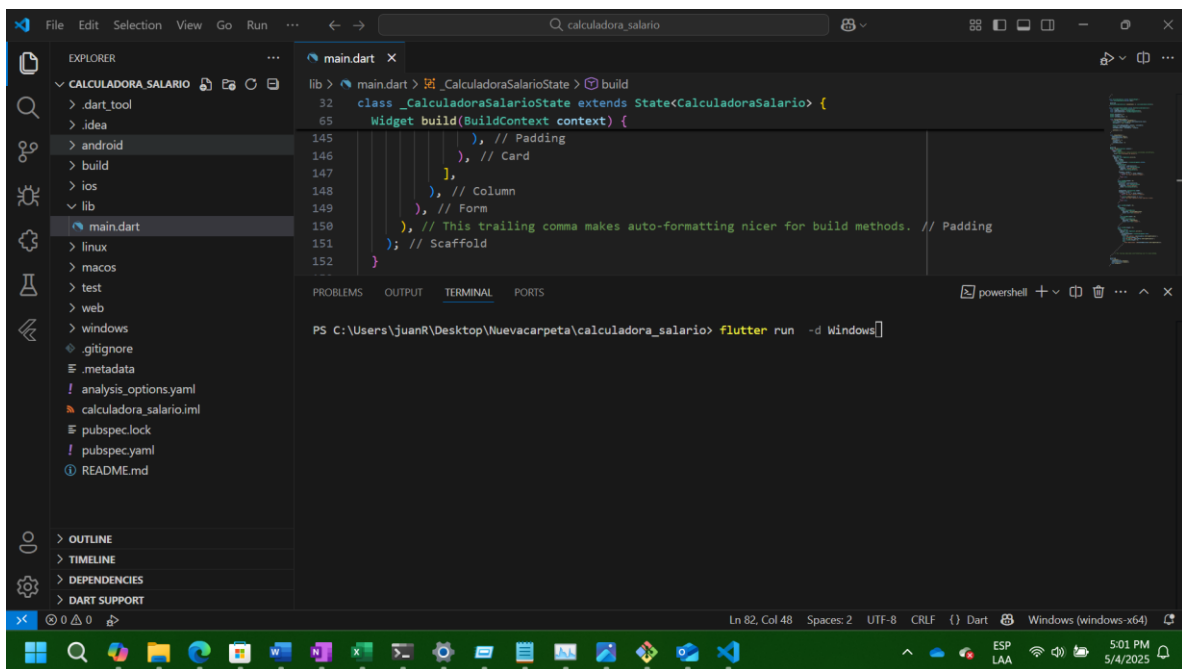 File Edit Selection View Go Run ···
calculadora_salario
EXPLORER
CALCULADORA_SALARIO
.dart_tool
.idea
android
build
ios
lib
main.dart
linux
macos
test
web
windows
.gitignore
.metadata
analysis_options.yaml
calculadora_salario.iml
pubspec.lock
pubspec.yaml
README.md
OUTLINE
TIMELINE
DEPENDENCIES
DART SUPPORT
main.dart
lib > main.dart > _CalculadoraSalarioState > build
32 class _CalculadoraSalarioState extends State<CalculadoraSalario> {
65 Widget build(BuildContext context) {
145 ), // Padding
146 ), // Card
147 ],
148 ), // Column
149 ), // Form
150 ), // This trailing comma makes auto-formatting nicer for build methods. // Padding
151 ); // Scaffold
152 }
PROBLEMS OUTPUT TERMINAL PORTS
powershell
PS C:\Users\juanR\Desktop\Nuevacarpeta\calculadora_salario> flutter run -d Windows
0 0 0
Ln 82, Col 48 Spaces: 2 UTF-8 CRLF {} Dart Windows (windows-x64)
ESP
LAA
5:01 PM
5/4/2025